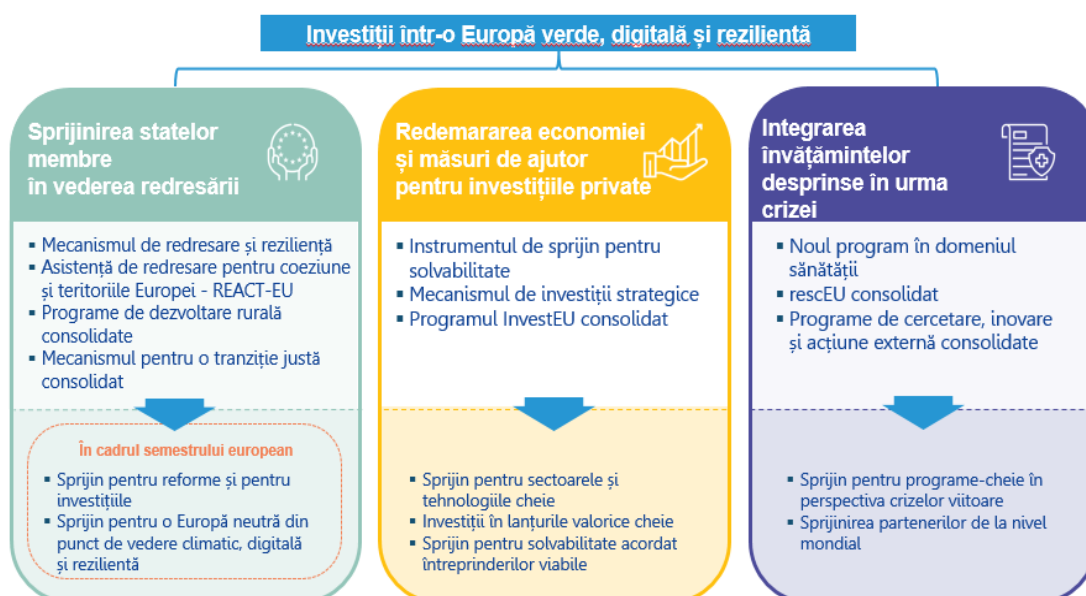 Investiții într-o Europă verde, digitală și rezilientă
Sprijinirea statelor
membre
în vederea redresării
▪ Mecanismul de redresare și reziliență
▪ Asistență de redresare pentru coeziune
și teritoriile Europei - REACT-EU
▪ Programe de dezvoltare rurală
consolidate
▪ Mecanismul pentru o tranziție justă
consolidat
În cadrul semestrului european
▪ Sprijin pentru reforme și pentru
investițiile
▪ Sprijin pentru o Europă neutră din
punct de vedere climatic, digitală
și rezilientă
Redemararea economiei
și măsuri de ajutor
pentru investițiile private
▪ Instrumentul de sprijin pentru
solvabilitate
▪ Mecanismul de investiții strategice
▪ Programul InvestEU consolidat
▪ Sprijin pentru sectoarele și
tehnologiile cheie
▪ Investiții în lanțurile valorice cheie
▪ Sprijin pentru solvabilitate acordat
întreprinderilor viabile
Integrarea
învățămintelor
desprinse în urma
crizei
▪ Noul program în domeniul
sănătății
▪ rescEU consolidat
▪ Programe de cercetare, inovare
și acțiune externă consolidate
▪ Sprijin pentru programe-cheie în
perspectiva crizelor viitoare
▪ Sprijinirea partenerilor de la nivel
mondial